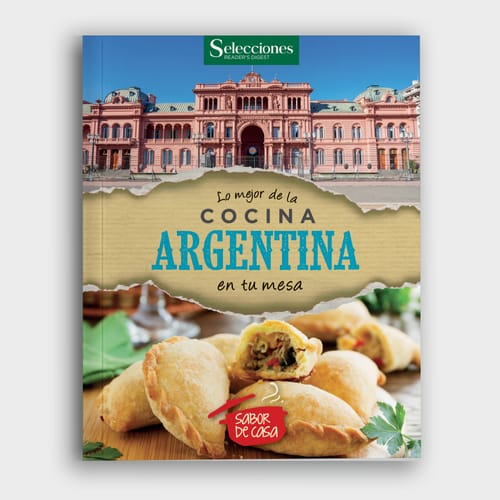 Selecciones
READER'S DIGEST
Lo mejor de la
COCINA
ARGENTINA
en tu mesa
SABOR
DE CASA